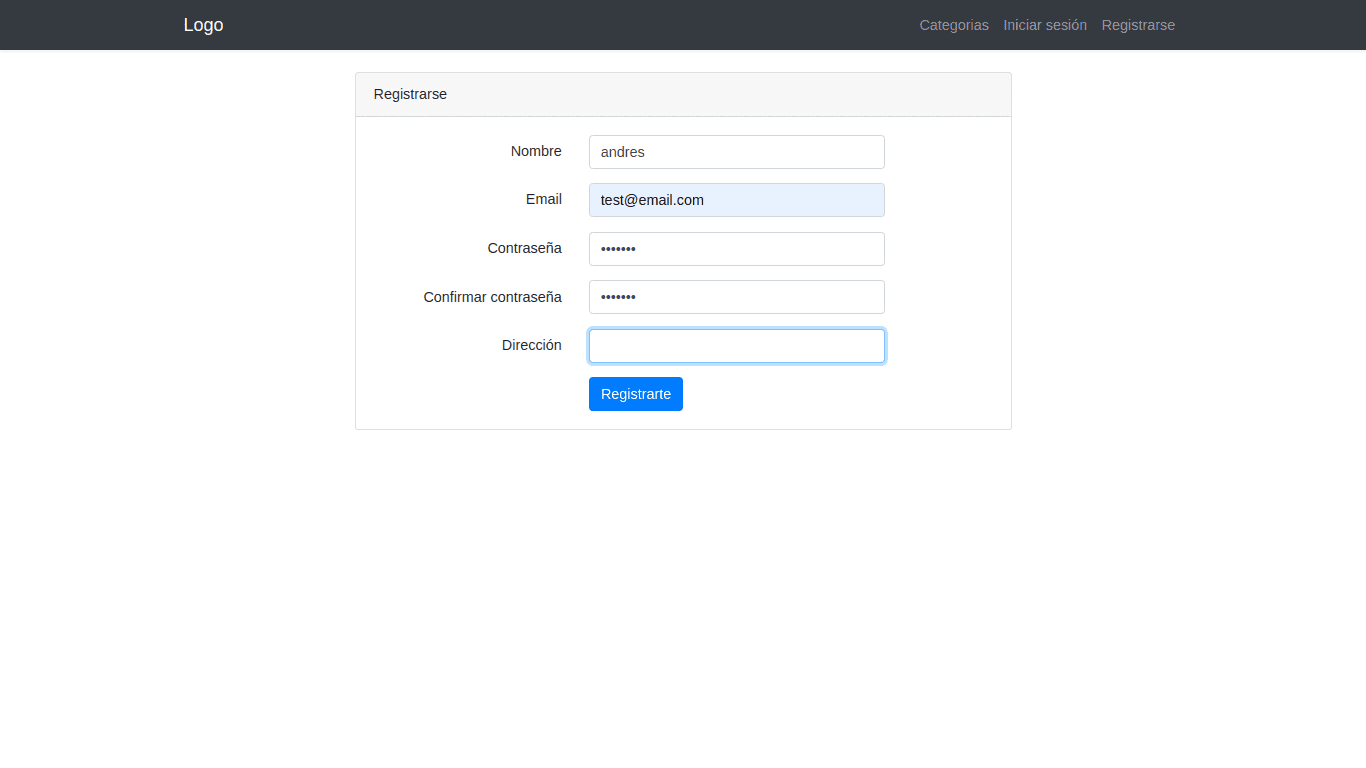 Logo Categorias Iniciar sesión Registrarse
Registrarse
Nombre andres
Email test@email.com
Contraseña •••••••
Confirmar contraseña •••••••
Dirección
Registrarte